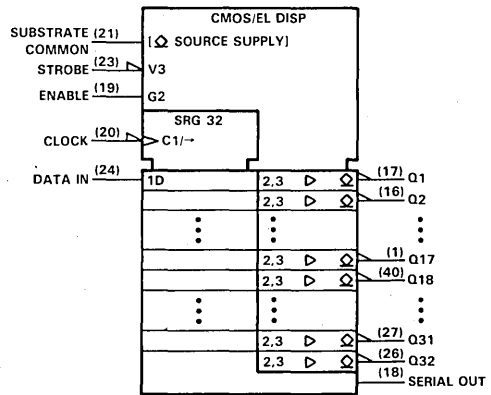 CMOS/EL DISP
SUBSTRATE COMMON (21) [ SOURCE SUPPLY]
STROBE (23) V3
ENABLE (19) G2
SRG 32
CLOCK (20) C1/→
DATA IN (24) 1D 2,3 (17) Q1
2,3 (16) Q2
2,3 (1) Q17
2,3 (40) Q18
2,3 (27) Q31
2,3 (26) Q32
(18) SERIAL OUT